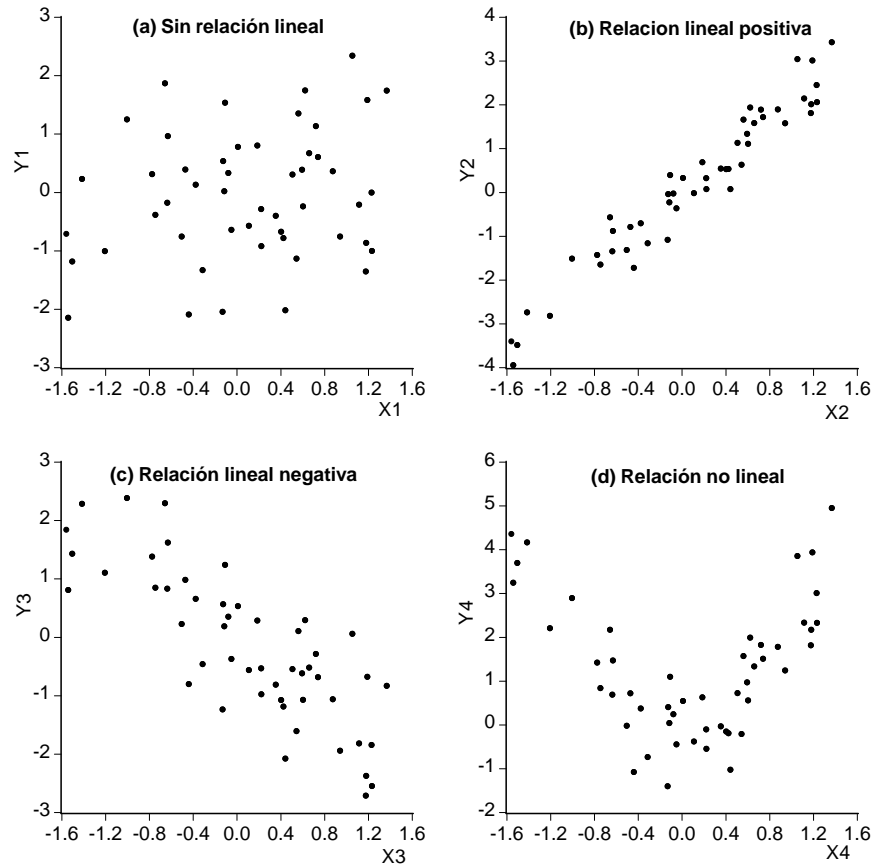 (a) Sin relación lineal
3
2
1
0
-1
-2
-3
Y1
-1.6 -1.2 -0.8 -0.4 0.0 0.4 0.8 1.2 1.6
X1
(b) Relacion lineal positiva
4
3
2
1
0
-1
-2
-3
-4
Y2
-1.6 -1.2 -0.8 -0.4 0.0 0.4 0.8 1.2 1.6
X2
(c) Relación lineal negativa
3
2
1
0
-1
-2
-3
Y3
-1.6 -1.2 -0.8 -0.4 0.0 0.4 0.8 1.2 1.6
X3
(d) Relación no lineal
6
5
4
3
2
1
0
-1
-2
Y4
-1.6 -1.2 -0.8 -0.4 0.0 0.4 0.8 1.2 1.6
X4